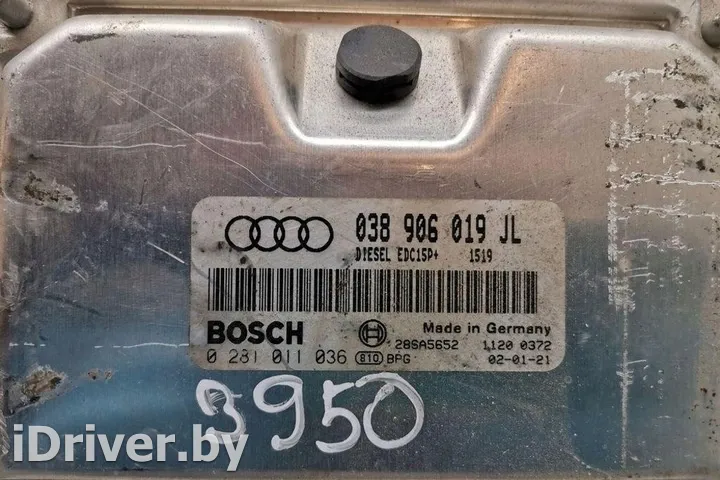 038 906 019 JL
DIESEL EDC15P+ 1519
BOSCH
Made in Germany
28SA5652 1120 0372
0 281 011 036 810 BPG 02-01-21
3950
iDriver.by